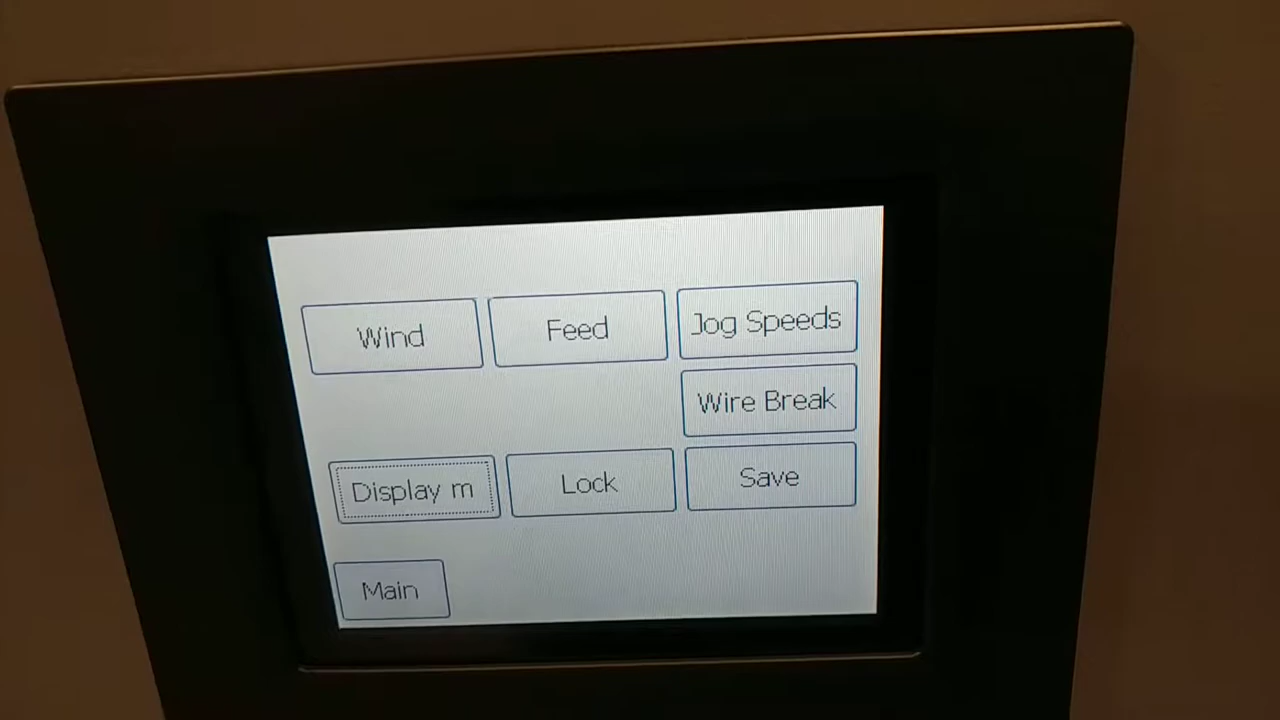 Wind
Feed
Jog Speeds
Wire Break
Display m
Lock
Save
Main